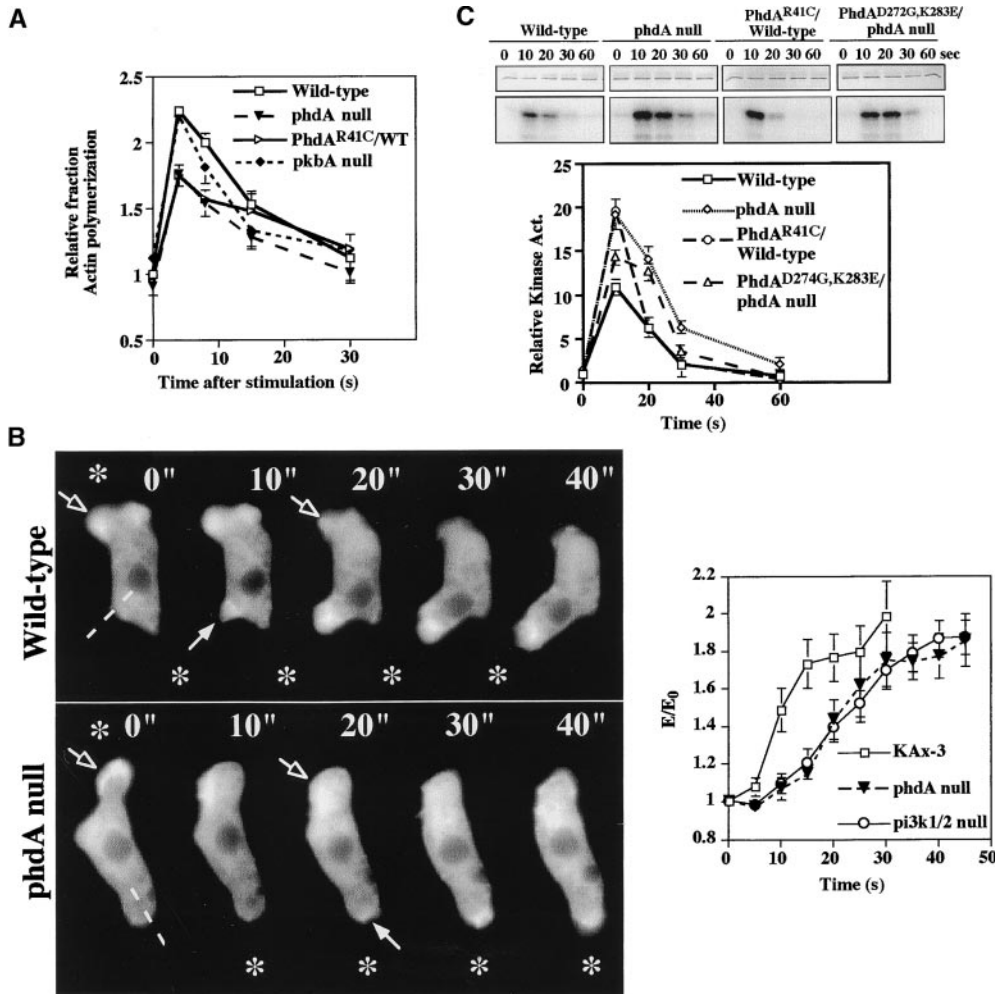 A
Relative fraction
Actin polymerization
2.5
2
1.5
1
0.5
0
10
20
30
Time after stimulation (s)
Wild-type
phdA null
PhdA^R41C/WT
pkbA null
C
Wild-type
phdA null
PhdA^R41C/
Wild-type
PhdA^D272G,K283E/
phdA null
0 10 20 30 60
0 10 20 30 60
0 10 20 30 60
0 10 20 30 60 sec
Relative Kinase Act.
20
15
10
5
0
0
20
40
60
Time (s)
Wild-type
phdA null
PhdA^R41C/
Wild-type
PhdA^D274G,K283E/
phdA null
B
Wild-type
* 0" 10" 20" 30" 40"
* * * *
phdA null
* 0" 10" 20" 30" 40"
* * * *
E/E0
2.2
2
1.8
1.6
1.4
1.2
1
0.8
0 10 20 30 40 50
Time (s)
KAx-3
phdA null
pi3k1/2 null